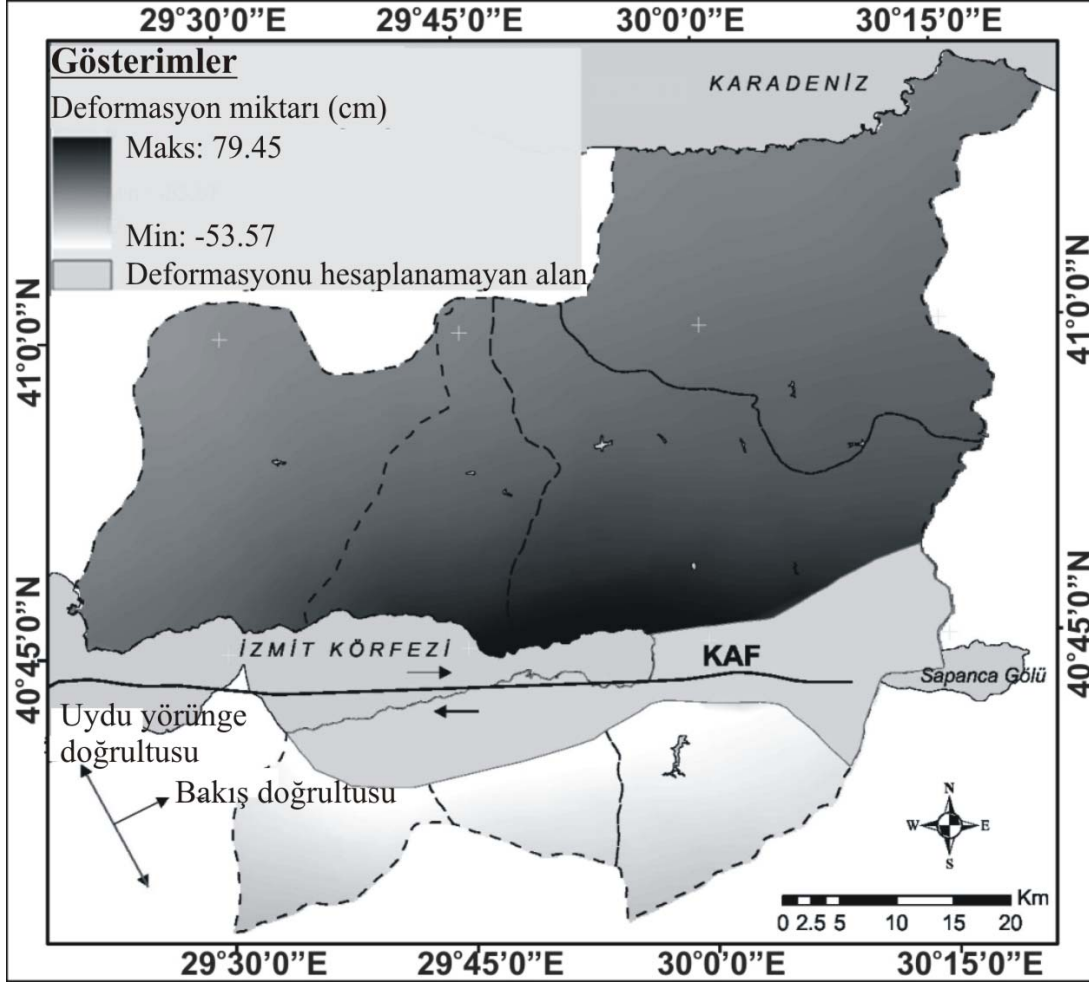 29°30’0”E 29°45’0”E 30°0’0”E 30°15’0”E
Gösterimler
KARADENİZ
Deformasyon miktarı (cm)
Maks: 79.45
Min: -53.57
Deformasyonu hesaplanamayan alan
41°0’0”N
41°0’0”N
40°45’0”N
40°45’0”N
İZMİT KÖRFEZİ
KAF
Sapanca Gölü
Uydu yörünge
doğrultusu
Bakış doğrultusu
N
W E
S
Km
0 2.5 5 10 15 20
29°30’0”E 29°45’0”E 30°0’0”E 30°15’0”E